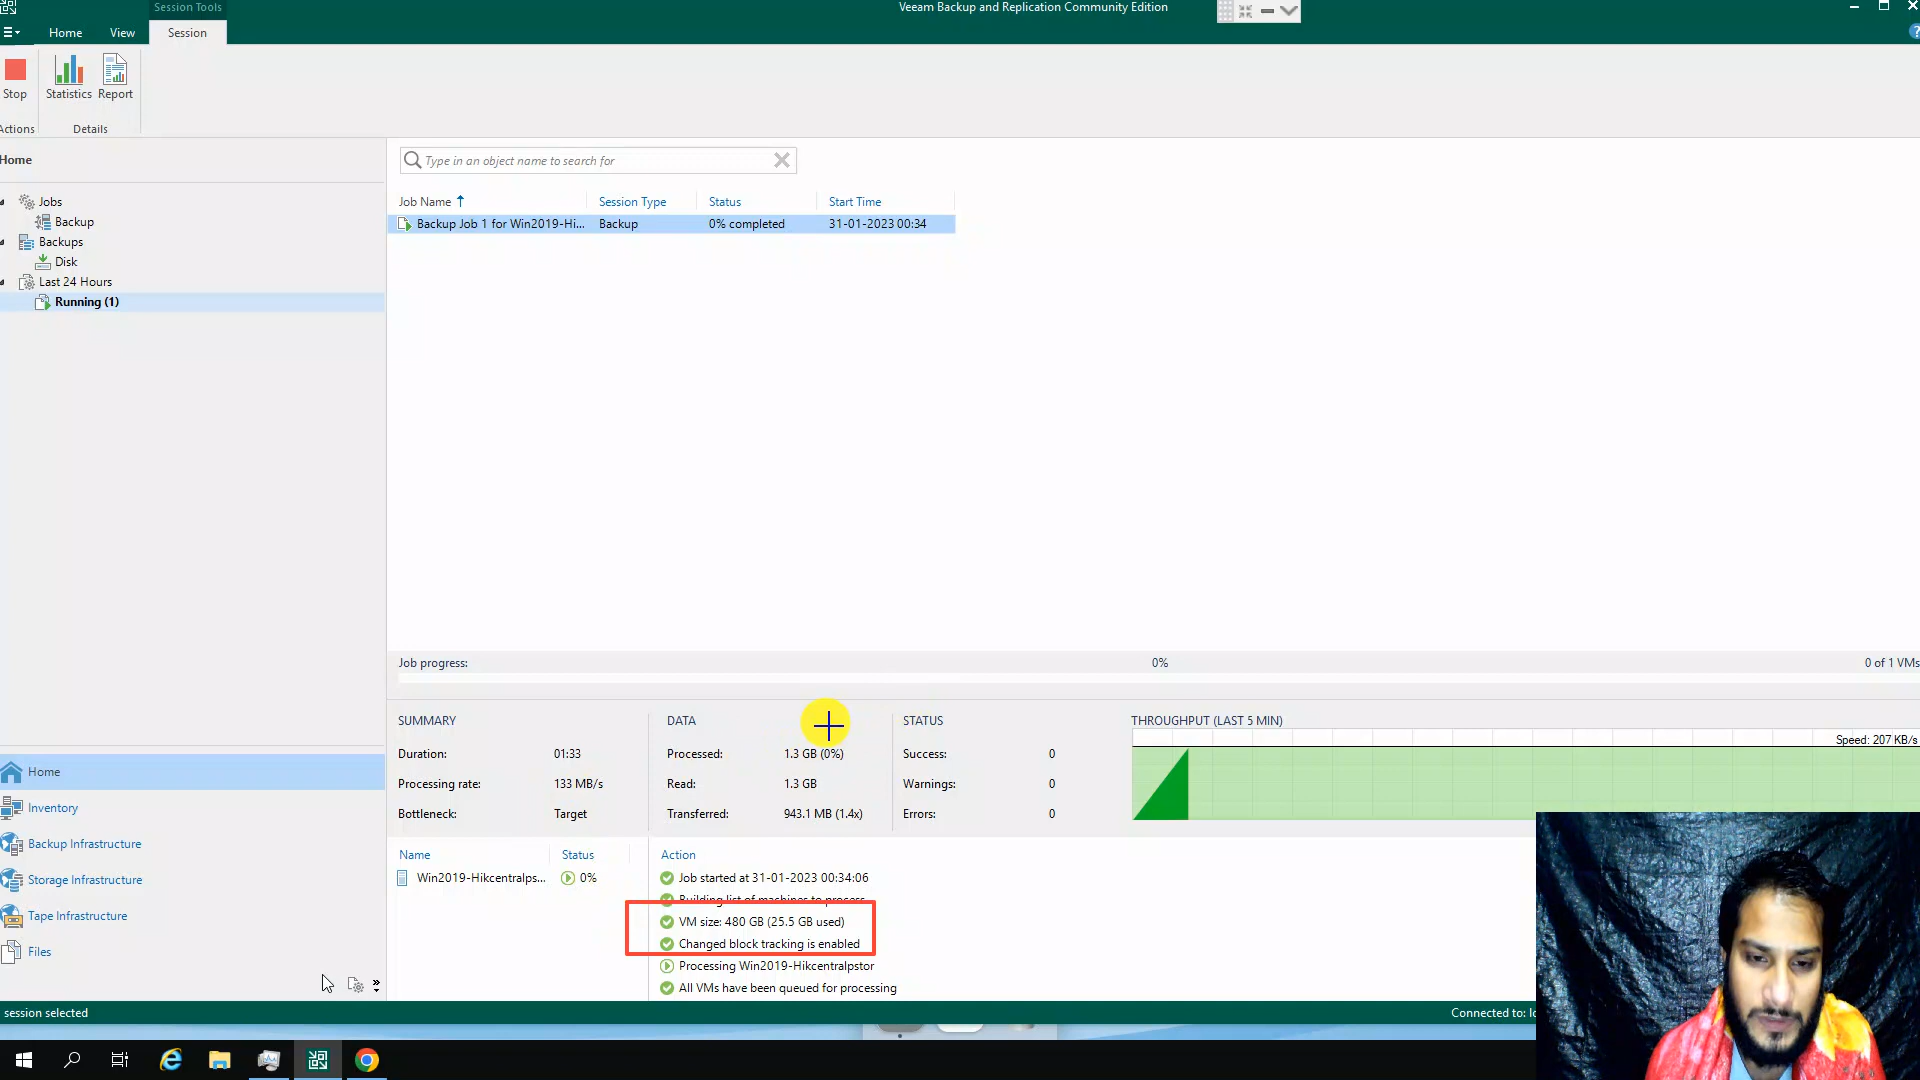 Session Tools
Veeam Backup and Replication Community Edition
Home View Session
Stop Statistics Report
Actions Details
Home
Type in an object name to search for
Jobs
Backup
Backups
Disk
Last 24 Hours
Running (1)
Job Name Session Type Status Start Time
Backup Job 1 for Win2019-Hi... Backup 0% completed 31-01-2023 00:34
Job progress: 0% 0 of 1 VMs
SUMMARY
Duration: 01:33
Processing rate: 133 MB/s
Bottleneck: Target
DATA
Processed: 1.3 GB (0%)
Read: 1.3 GB
Transferred: 943.1 MB (1.4x)
STATUS
Success: 0
Warnings: 0
Errors: 0
THROUGHPUT (LAST 5 MIN)
Speed: 207 KB/s
Home
Inventory
Backup Infrastructure
Storage Infrastructure
Tape Infrastructure
Files
Name Status
Win2019-Hikcentralps... 0%
Action
Job started at 31-01-2023 00:34:06
Building list of machines to process
VM size: 480 GB (25.5 GB used)
Changed block tracking is enabled
Processing Win2019-Hikcentralpstor
All VMs have been queued for processing
session selected
Connected to: